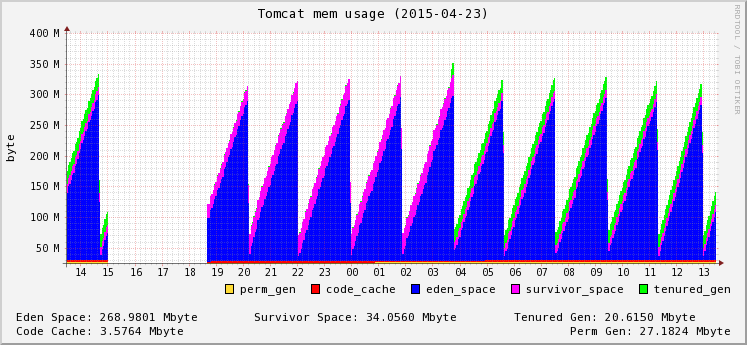 Tomcat mem usage (2015-04-23)
RRDTOOL / TOBI OETIKER
byte
400 M
350 M
300 M
250 M
200 M
150 M
100 M
50 M
14 15 16 17 18 19 20 21 22 23 00 01 02 03 04 05 06 07 08 09 10 11 12 13
perm_gen code_cache eden_space survivor_space tenured_gen
Eden Space: 268.9801 Mbyte Survivor Space: 34.0560 Mbyte Tenured Gen: 20.6150 Mbyte
Code Cache: 3.5764 Mbyte Perm Gen: 27.1824 Mbyte